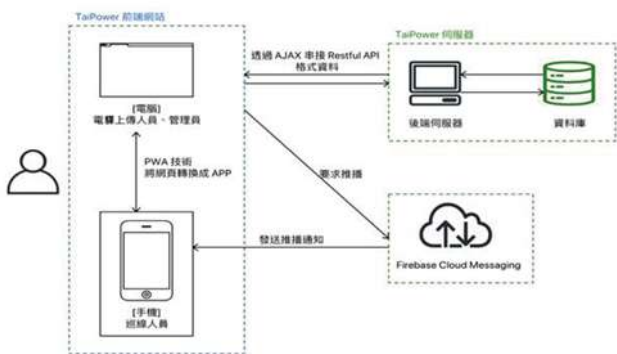 TaiPower 前端網站
TaiPower 伺服器
透過 AJAX 串接 Restful API
格式資料
[電腦]
電驛上傳人員、管理員
後端伺服器
資料庫
PWA 技術
將網頁轉換成 APP
要求推播
發送推播通知
Firebase Cloud Messaging
[手機]
巡線人員